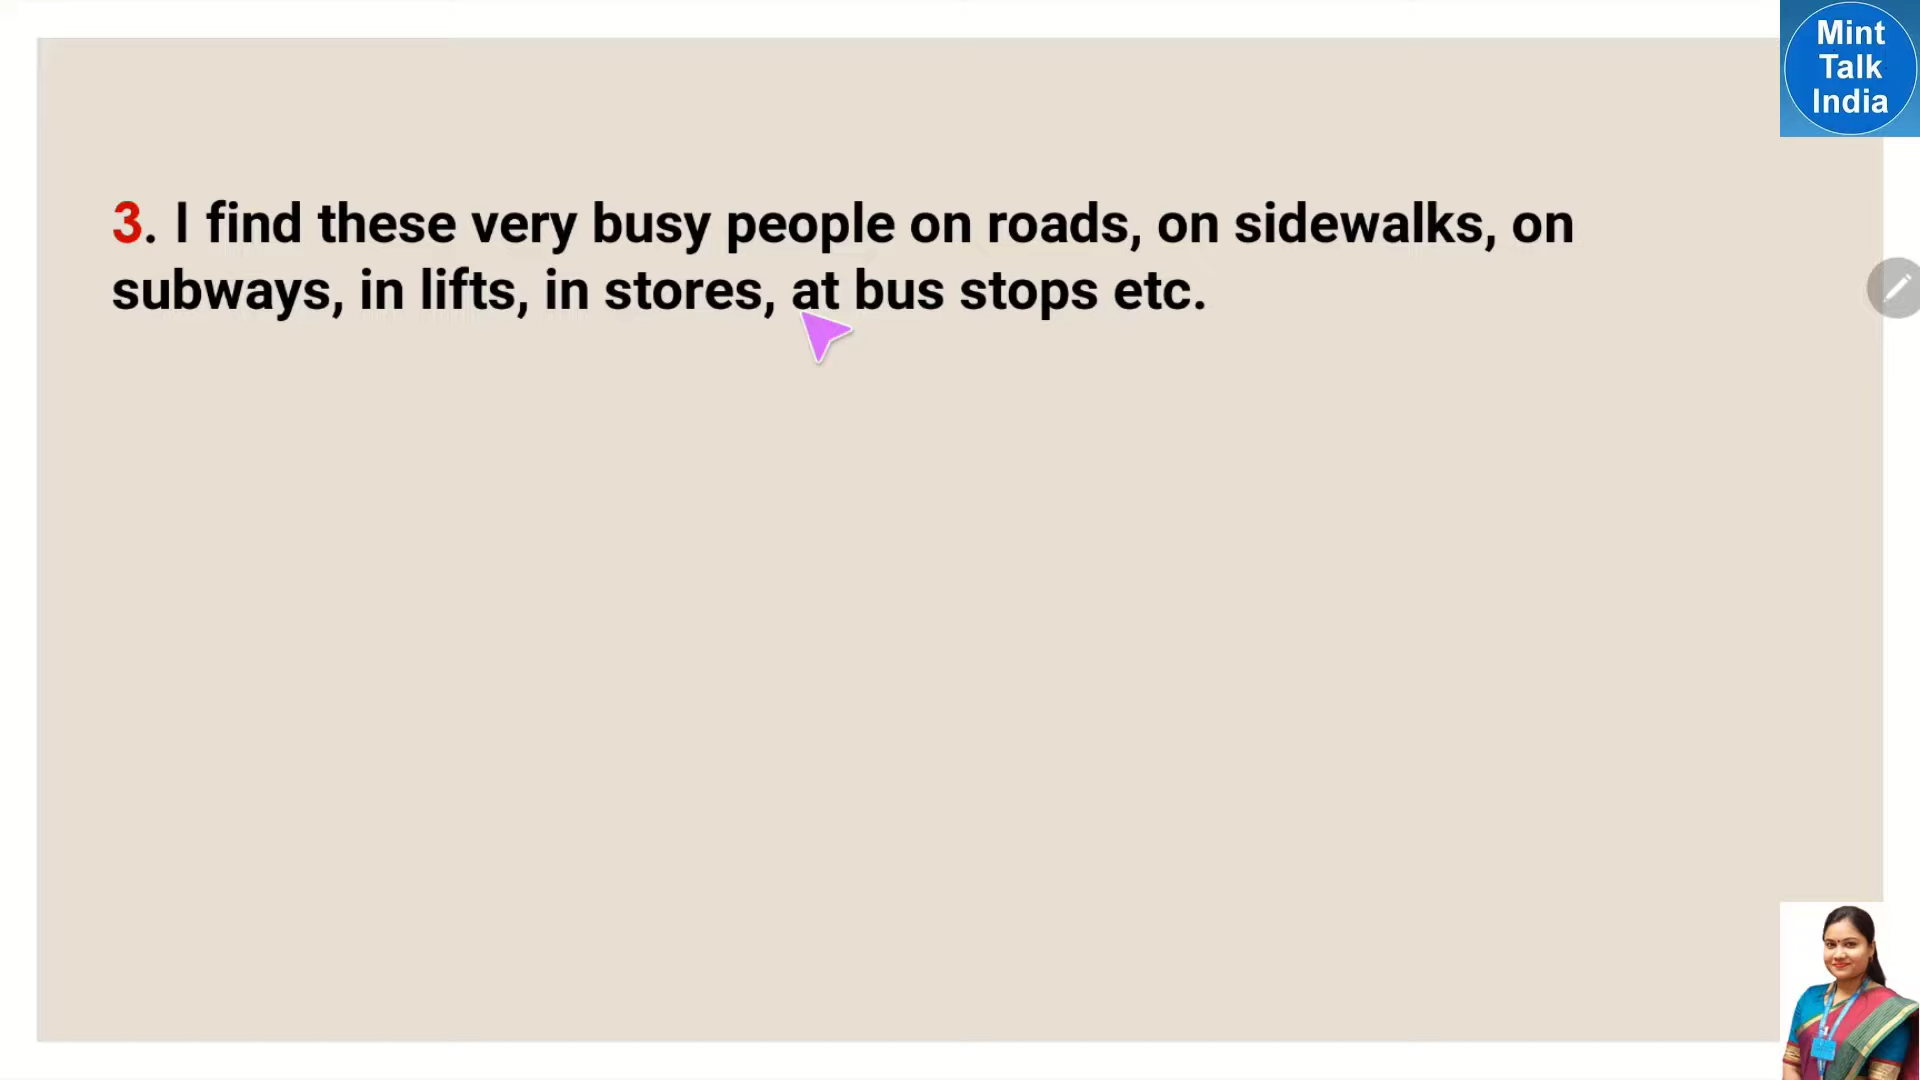 Mint
Talk
India
3. I find these very busy people on roads, on sidewalks, on
subways, in lifts, in stores, at bus stops etc.